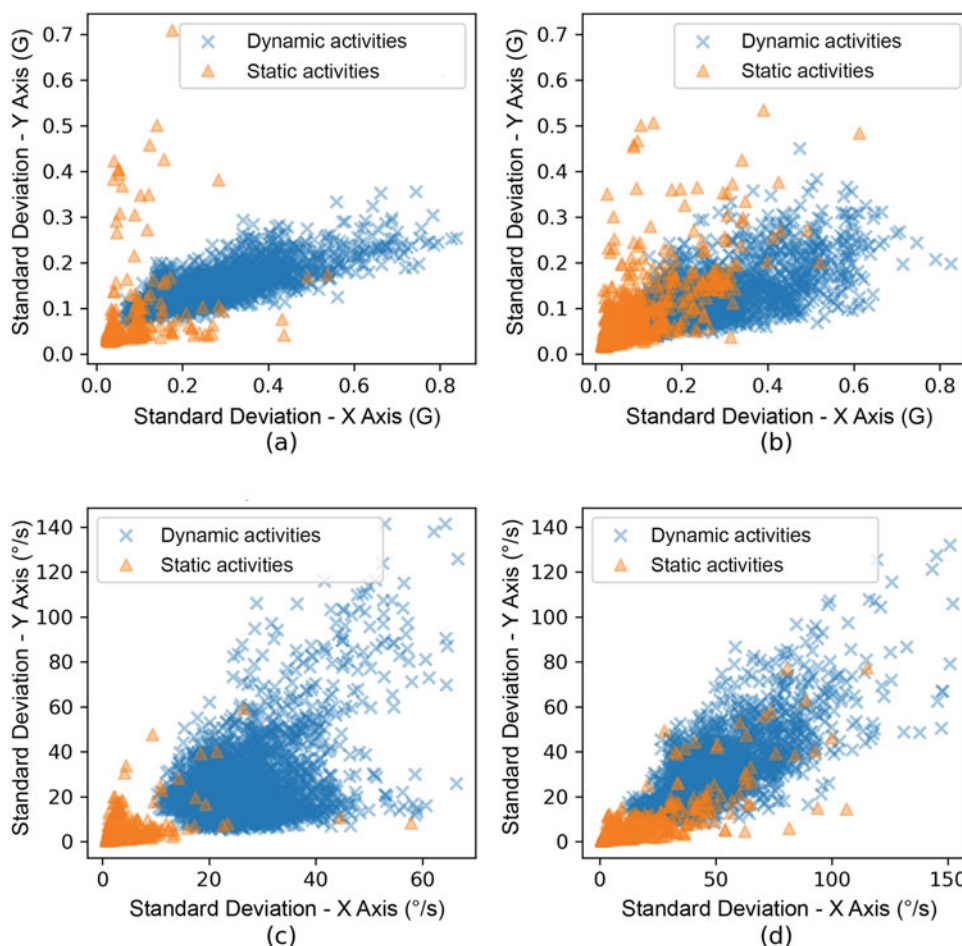 Dynamic activities
Static activities
Standard Deviation - Y Axis (G)
0.7
0.6
0.5
0.4
0.3
0.2
0.1
0.0
0.0 0.2 0.4 0.6 0.8
Standard Deviation - X Axis (G)
(a)
Dynamic activities
Static activities
Standard Deviation - Y Axis (G)
0.7
0.6
0.5
0.4
0.3
0.2
0.1
0.0
0.0 0.2 0.4 0.6 0.8
Standard Deviation - X Axis (G)
(b)
Dynamic activities
Static activities
Standard Deviation - Y Axis (°/s)
140
120
100
80
60
40
20
0
0 20 40 60
Standard Deviation - X Axis (°/s)
(c)
Dynamic activities
Static activities
Standard Deviation - Y Axis (°/s)
140
120
100
80
60
40
20
0
0 50 100 150
Standard Deviation - X Axis (°/s)
(d)